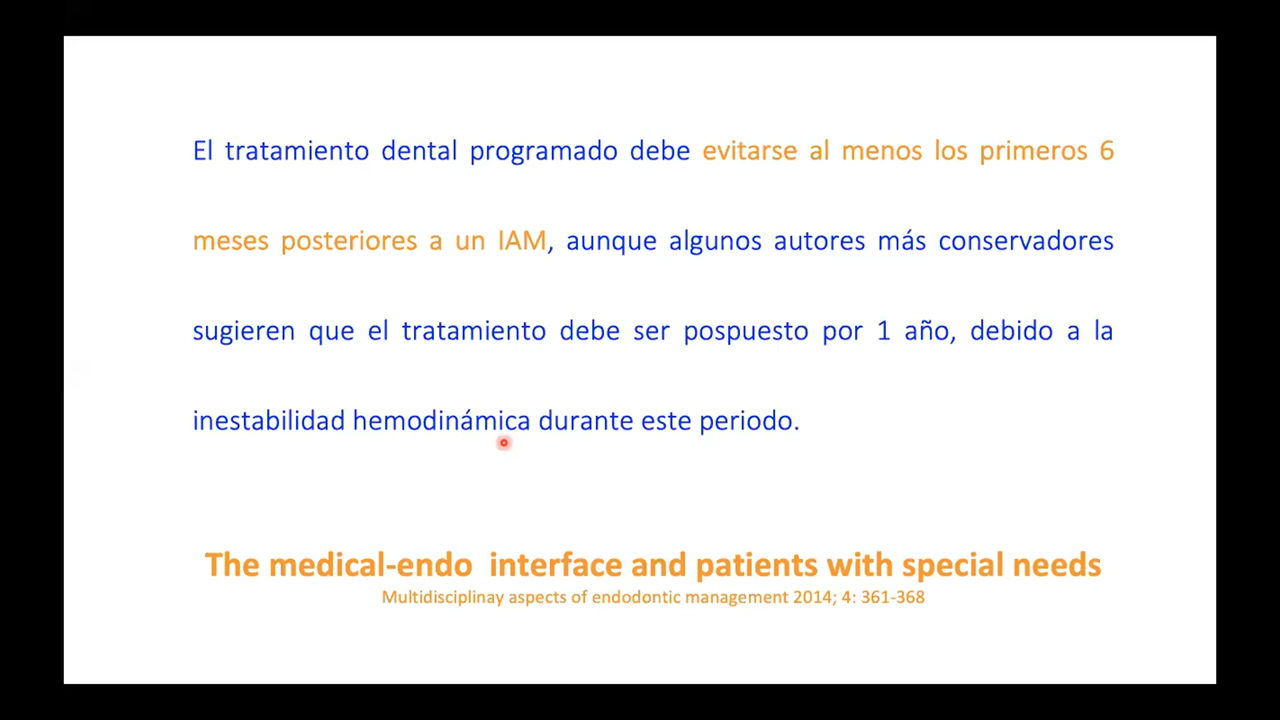 El tratamiento dental programado debe evitarse al menos los primeros 6
meses posteriores a un IAM, aunque algunos autores más conservadores
sugieren que el tratamiento debe ser pospuesto por 1 año, debido a la
inestabilidad hemodinámica durante este periodo.
The medical-endo interface and patients with special needs
Multidisciplinay aspects of endodontic management 2014; 4: 361-368